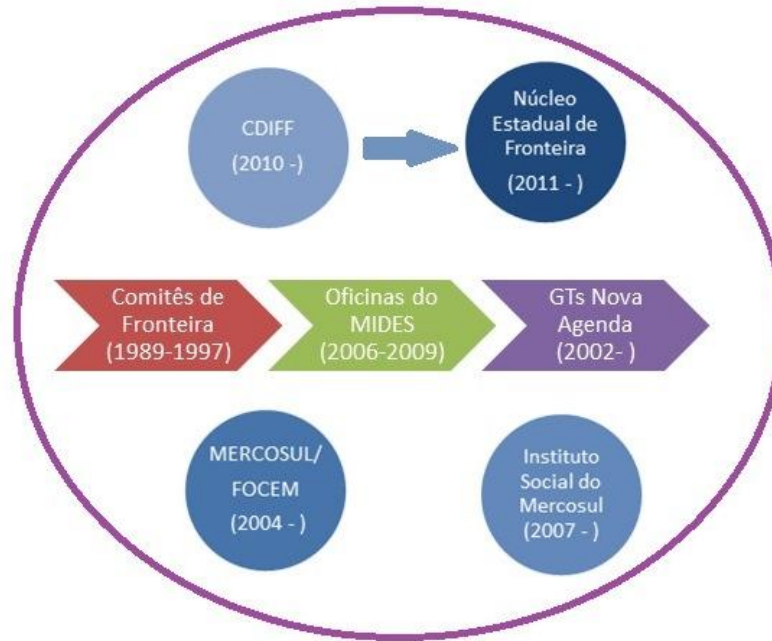 CDIFF
(2010 -)
Núcleo
Estadual de
Fronteira
(2011 - )
Comitês de
Fronteira
(1989-1997)
Oficinas do
MIDES
(2006-2009)
GTs Nova
Agenda
(2002- )
MERCOSUL/
FOCEM
(2004 - )
Instituto
Social do
Mercosul
(2007 - )